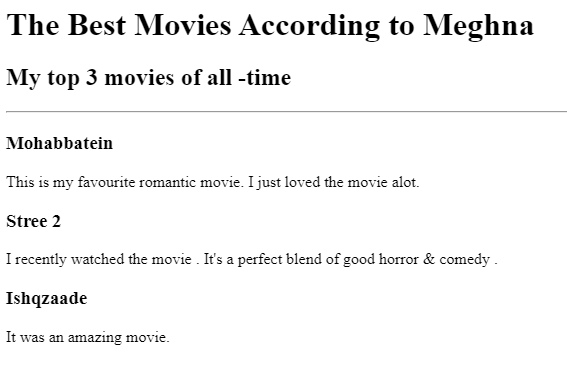 The Best Movies According to Meghna
My top 3 movies of all -time
Mohabbatein
This is my favourite romantic movie. I just loved the movie alot.
Stree 2
I recently watched the movie . It's a perfect blend of good horror & comedy .
Ishqzaade
It was an amazing movie.